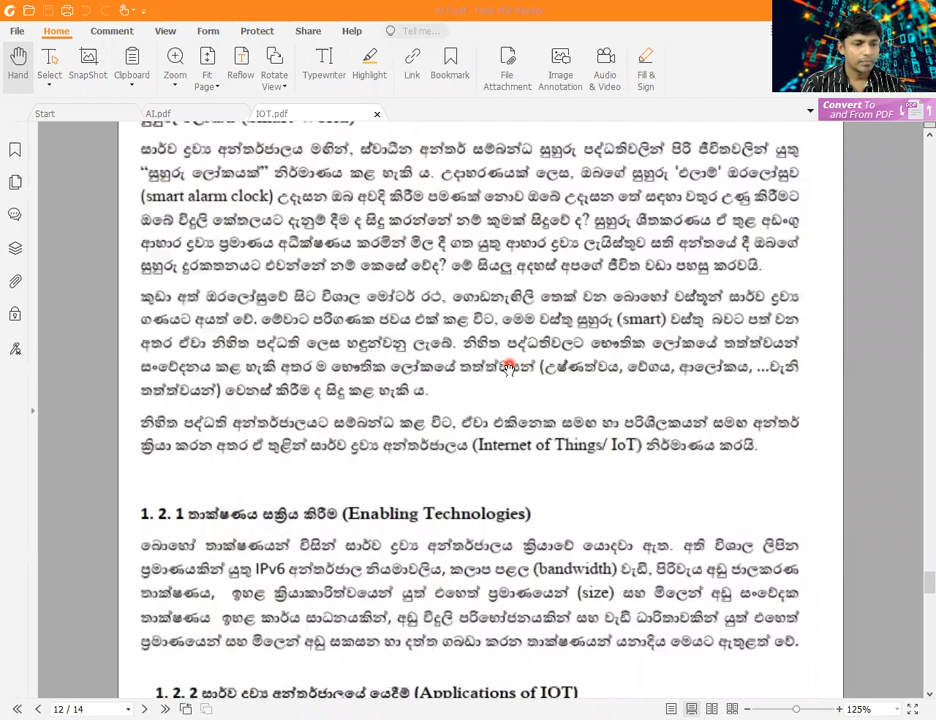 IOT.pdf - Foxit PDF Reader
File Home Comment View Form Protect Share Help Tell me...
Hand Select SnapShot Clipboard Zoom Fit Page Reflow Rotate View Typewriter Highlight Link Bookmark File Attachment Image Annotation Audio & Video Fill & Sign
Start AI.pdf IOT.pdf
Convert To and From PDF
සාර්ව ද්‍රව්‍ය අන්තර්ජාලය මඟින්, ස්වාධීන අන්තර් සම්බන්ධ සුහුරු පද්ධතිවලින් පිරි ජීවිතවලින් යුතු
“සුහුරු ලෝකයක්” නිර්මාණය කළ හැකි ය. උදාහරණයක් ලෙස, ඔබගේ සුහුරු 'එලාම්' ඔරලෝසුව
(smart alarm clock) උදෑසන ඔබ අවදි කිරීම පමණක් නොව ඔබේ උදෑසන තේ සඳහා වතුර උණු කිරීමට
ඔබේ විදුලි කේතලයට දැනුම් දීම ද සිදු කරන්නේ නම් කුමක් සිදුවේ ද? සුහුරු ශීතකරණය ඒ තුළ අඩංගු
ආහාර ද්‍රව්‍ය ප්‍රමාණය අධීක්ෂණය කරමින් මිල දී ගත යුතු ආහාර ද්‍රව්‍ය ලැයිස්තුව සති අන්තයේ දී ඔබගේ
සුහුරු දුරකතනයට එවන්නේ නම් කෙසේ වේද? මේ සියලු අදහස් අපගේ ජීවිත වඩා පහසු කරවයි.
කුඩා අත් ඔරලෝසුවේ සිට විශාල මෝටර් රථ, ගොඩනැඟිලි තෙක් වන බොහෝ වස්තූන් සාර්ව ද්‍රව්‍ය
ගණයට අයත් වේ. මේවාට පරිගණක ජවය එක් කළ විට, මෙම වස්තු සුහුරු (smart) වස්තු බවට පත් වන
අතර ඒවා නිහිත පද්ධති ලෙස හඳුන්වනු ලැබේ. නිහිත පද්ධතිවලට භෞතික ලෝකයේ තත්ත්වයන්
සංවේදනය කළ හැකි අතර ම භෞතික ලෝකයේ තත්ත්වයන් (උෂ්ණත්වය, වේගය, ආලෝකය, ...වැනි
තත්ත්වයන්) වෙනස් කිරීම ද සිදු කළ හැකි ය.
නිහිත පද්ධති අන්තර්ජාලයට සම්බන්ධ කළ විට, ඒවා එකිනෙක සමඟ හා පරිශීලකයන් සමඟ අන්තර්
ක්‍රියා කරන අතර ඒ තුළින් සාර්ව ද්‍රව්‍ය අන්තර්ජාලය (Internet of Things/ IoT) නිර්මාණය කරයි.
1. 2. 1 තාක්ෂණය සක්‍රිය කිරීම (Enabling Technologies)
බොහෝ තාක්ෂණයන් විසින් සාර්ව ද්‍රව්‍ය අන්තර්ජාලය ක්‍රියාවේ යොදවා ඇත. අති විශාල ලිපින
ප්‍රමාණයකින් යුතු IPv6 අන්තර්ජාල නියමාවලිය, කලාප පළල (bandwidth) වැඩි, පිරිවැය අඩු ජාලකරණ
තාක්ෂණය, ඉහළ ක්‍රියාකාරිත්වයෙන් යුත් එහෙත් ප්‍රමාණයෙන් (size) සහ මිලෙන් අඩු සංවේදක
තාක්ෂණය ඉහළ කාර්ය සාධනයකින්, අඩු විදුලි පරිභෝජනයකින් සහ වැඩි ධාරිතාවකින් යුත් එහෙත්
ප්‍රමාණයෙන් සහ මිලෙන් අඩු සකසන හා දත්ත ගබඩා කරන තාක්ෂණයන් යනාදිය මෙයට ඇතුළත් වේ.
1. 2. 2 සාර්ව ද්‍රව්‍ය අන්තර්ජාලයේ යෙදීම් (Applications of IOT)
12 / 14
125%